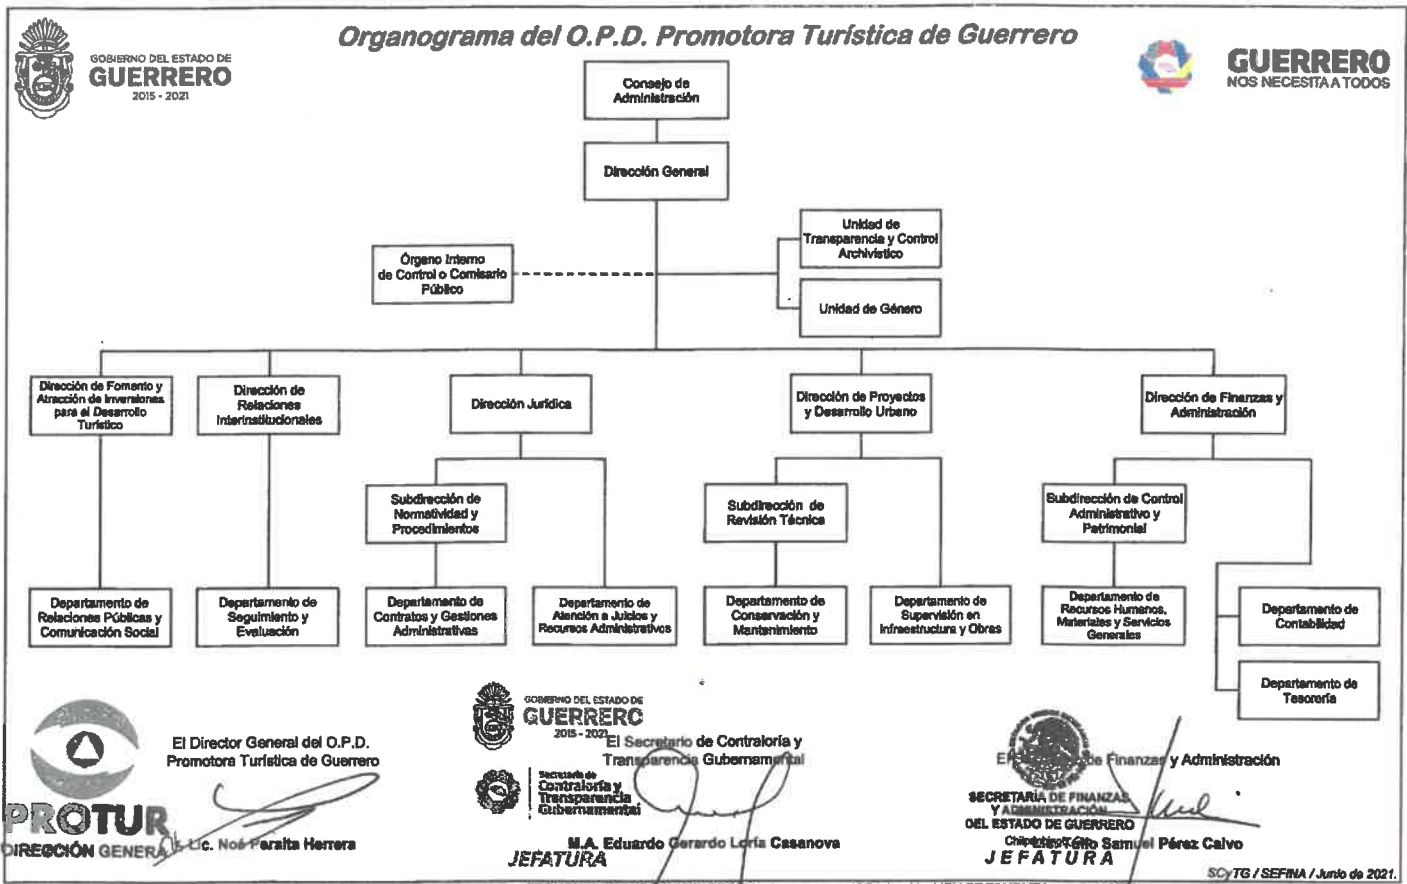 Organograma del O.P.D. Promotora Turística de Guerrero
GOBIERNO DEL ESTADO DE
GUERRERO
2015 - 2021
GUERRERO
NOS NECESITA A TODOS
Consejo de
Administración
Dirección General
Unidad de
Transparencia y Control
Archivístico
Órgano Interno
de Control o Comisario
Público
Unidad de Género
Dirección de Fomento y
Atracción de Inversiones
para el Desarrollo
Turístico
Dirección de
Relaciones
Interinstitucionales
Dirección Jurídica
Dirección de Proyectos
y Desarrollo Urbano
Dirección de Finanzas y
Administración
Subdirección de
Normatividad y
Procedimientos
Subdirección de
Revisión Técnica
Subdirección de Control
Administrativo y
Patrimonial
Departamento de
Relaciones Públicas y
Comunicación Social
Departamento de
Seguimiento y
Evaluación
Departamento de
Contratos y Gestiones
Administrativas
Departamento de
Atención a Juicios y
Recursos Administrativos
Departamento de
Conservación y
Mantenimiento
Departamento de
Supervisión en
Infraestructura y Obras
Departamento de
Recursos Humanos,
Materiales y Servicios
Generales
Departamento de
Contabilidad
Departamento de
Tesorería
PROTUR
DIRECCIÓN GENERA
El Director General del O.P.D.
Promotora Turística de Guerrero
Lic. Noé Peralta Herrera
GOBIERNO DEL ESTADO DE
GUERRERO
2015 - 2021
Secretaría de
Contraloría y
Transparencia
Gubernamental
El Secretario de Contraloría y
Transparencia Gubernamental
M.A. Eduardo Gerardo Loría Casanova
JEFATURA
de Finanzas y Administración
SECRETARIA DE FINANZAS
Y ADMINISTRACIÓN
DEL ESTADO DE GUERRERO
Tulio Samuel Pérez Calvo
JEFATURA
SCyTG / SEFINA / Junio de 2021.